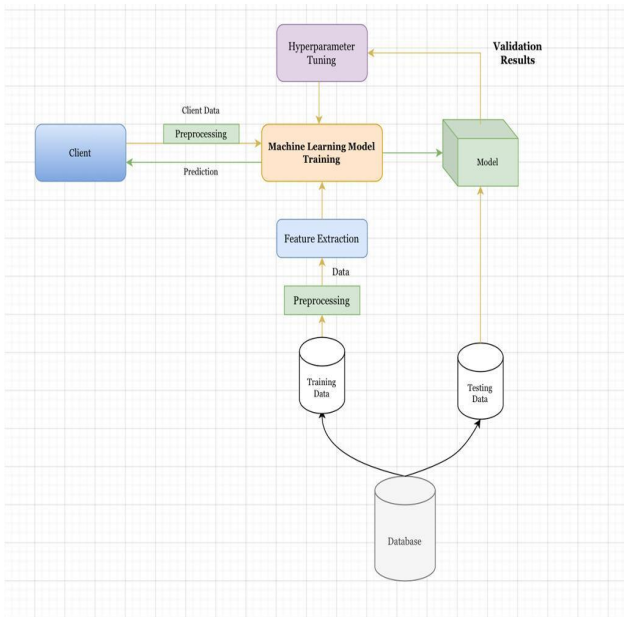 Hyperparameter
Tuning
Validation
Results
Client Data
Preprocessing
Client
Machine Learning Model
Training
Model
Prediction
Feature Extraction
Data
Preprocessing
Training
Data
Testing
Data
Database